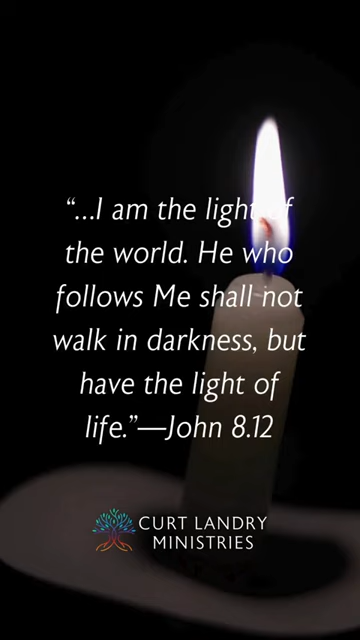 “...I am the light of
the world. He who
follows Me shall not
walk in darkness, but
have the light of
life.”—John 8.12
CURT LANDRY
MINISTRIES